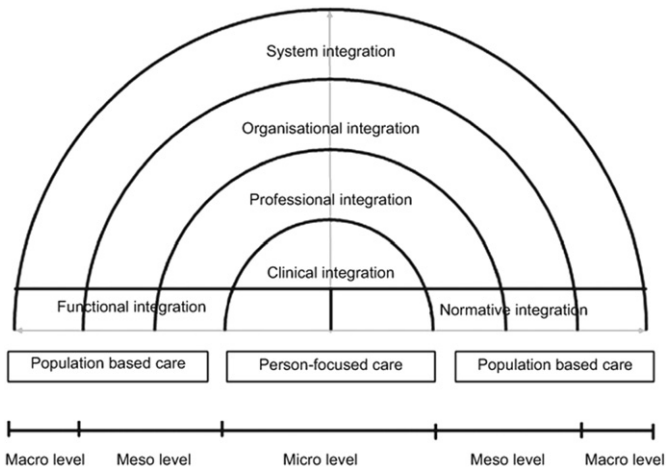 System integration
Organisational integration
Professional integration
Clinical integration
Functional integration
Normative integration
Population based care
Person-focused care
Population based care
Macro level
Meso level
Micro level
Meso level
Macro level